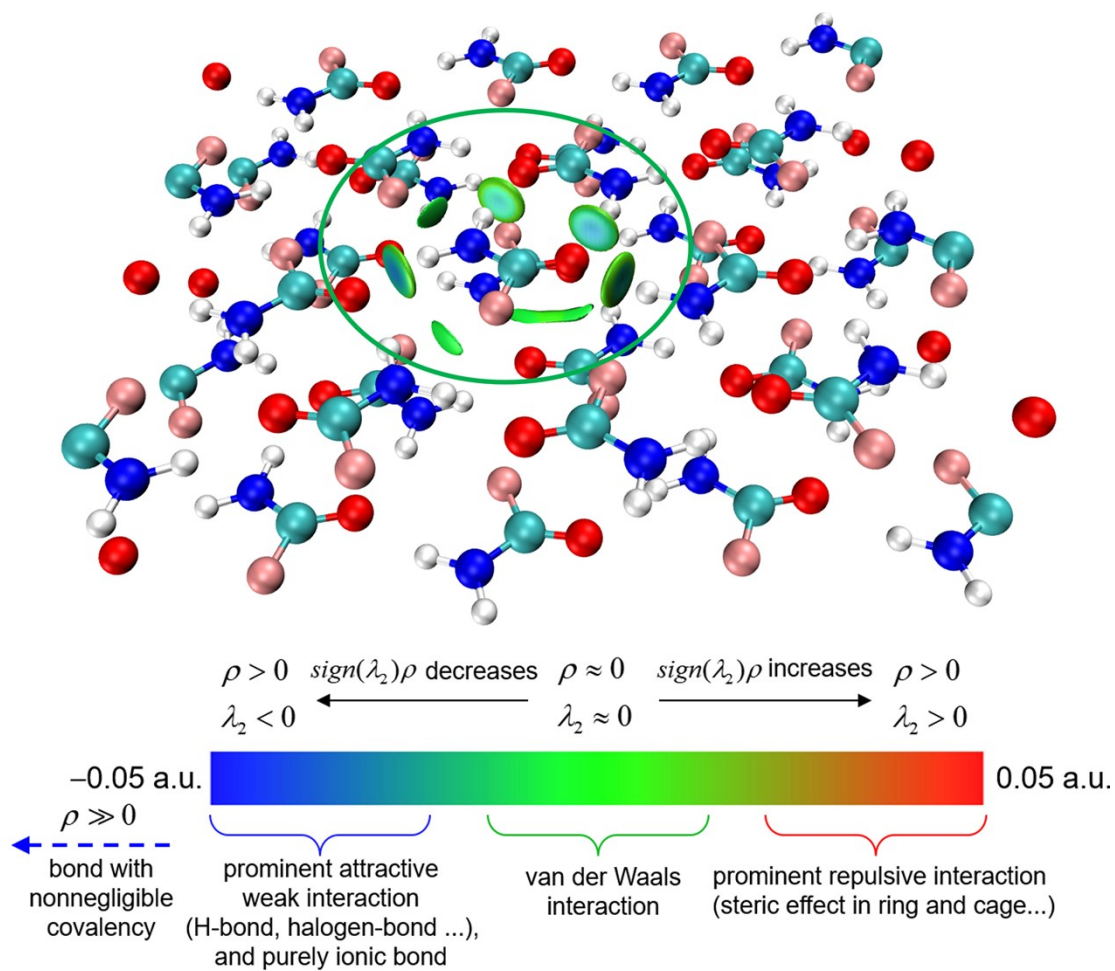 ρ > 0 sign(λ₂)ρ decreases ρ ≈ 0 sign(λ₂)ρ increases ρ > 0
λ₂ < 0 λ₂ ≈ 0 λ₂ > 0
−0.05 a.u. 0.05 a.u.
ρ ≫ 0
bond with
nonnegligible
covalency
prominent attractive
weak interaction
(H-bond, halogen-bond ...),
and purely ionic bond
van der Waals
interaction
prominent repulsive interaction
(steric effect in ring and cage...)